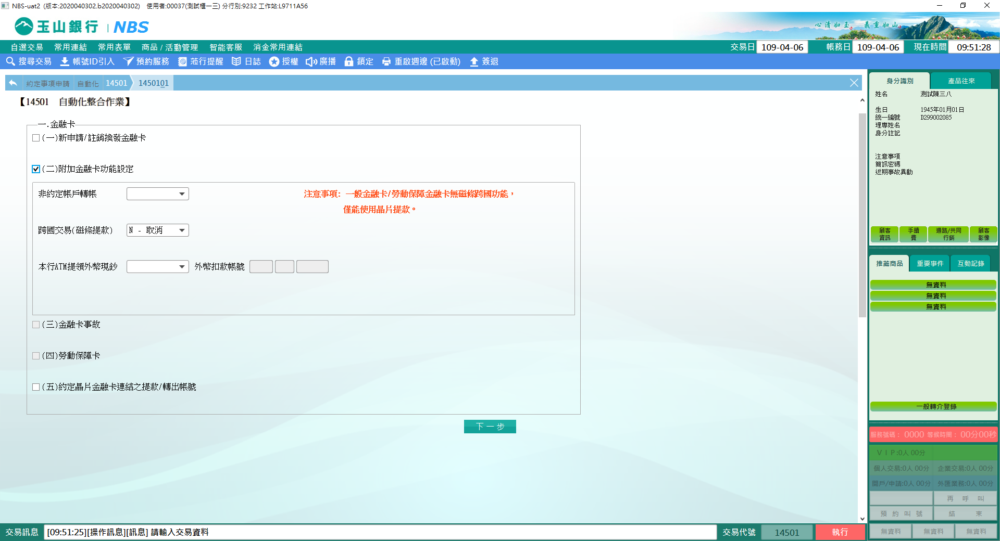 NBS-uat2 (版本:2020040302.b2020040302) 使用者:00037(測試櫃一三) 分行別:9232 工作站:L9711A56
玉山銀行 | NBS
心清如玉。義重如山。
自選交易 常用連結 常用表單 商品 / 活動管理 智能客服 消金常用連結
交易日 109-04-06 帳務日 109-04-06 現在時間 09:51:28
搜尋交易 帳號ID引入 預約服務 蒞行提醒 日誌 授權 廣播 鎖定 重啟週邊 (已啟動) 簽退
約定事項申請 自動化 14501 1450101
【14501 自動化整合作業】
一.金融卡
(一)新申請/註銷換發金融卡
(二)附加金融卡功能設定
非約定帳戶轉帳
注意事項: 一般金融卡/勞動保障金融卡無磁條跨國功能,
僅能使用晶片提款。
跨國交易(磁條提款) N - 取消
本行ATM提領外幣現鈔 外幣扣款帳號
(三)金融卡事故
(四)勞動保障卡
(五)約定晶片金融卡連結之提款/轉出帳號
下一步
身分識別 產品往來
姓名 測試陳三八
生日 1945年01月01日
統一編號 D299002085
理專姓名
身分註記
注意事項
簡訊密碼
近期事故異動
顧客資訊 手續費 通路/共同行銷 顧客影像
推薦商品 重要事件 互動記錄
無資料
無資料
無資料
一般轉介登錄
服務號碼: 0000 等候時間: 00分00秒
VIP:0人 00分
個人交易:0人 00分 企業交易:0人 00分
開戶/申請:0人 00分 外匯業務:0人 00分
再 呼 叫
預 約 叫 號 結 束
無資料 無資料 無資料
交易訊息 [09:51:25][操作訊息][訊息] 請輸入交易資料
交易代號 14501 執行